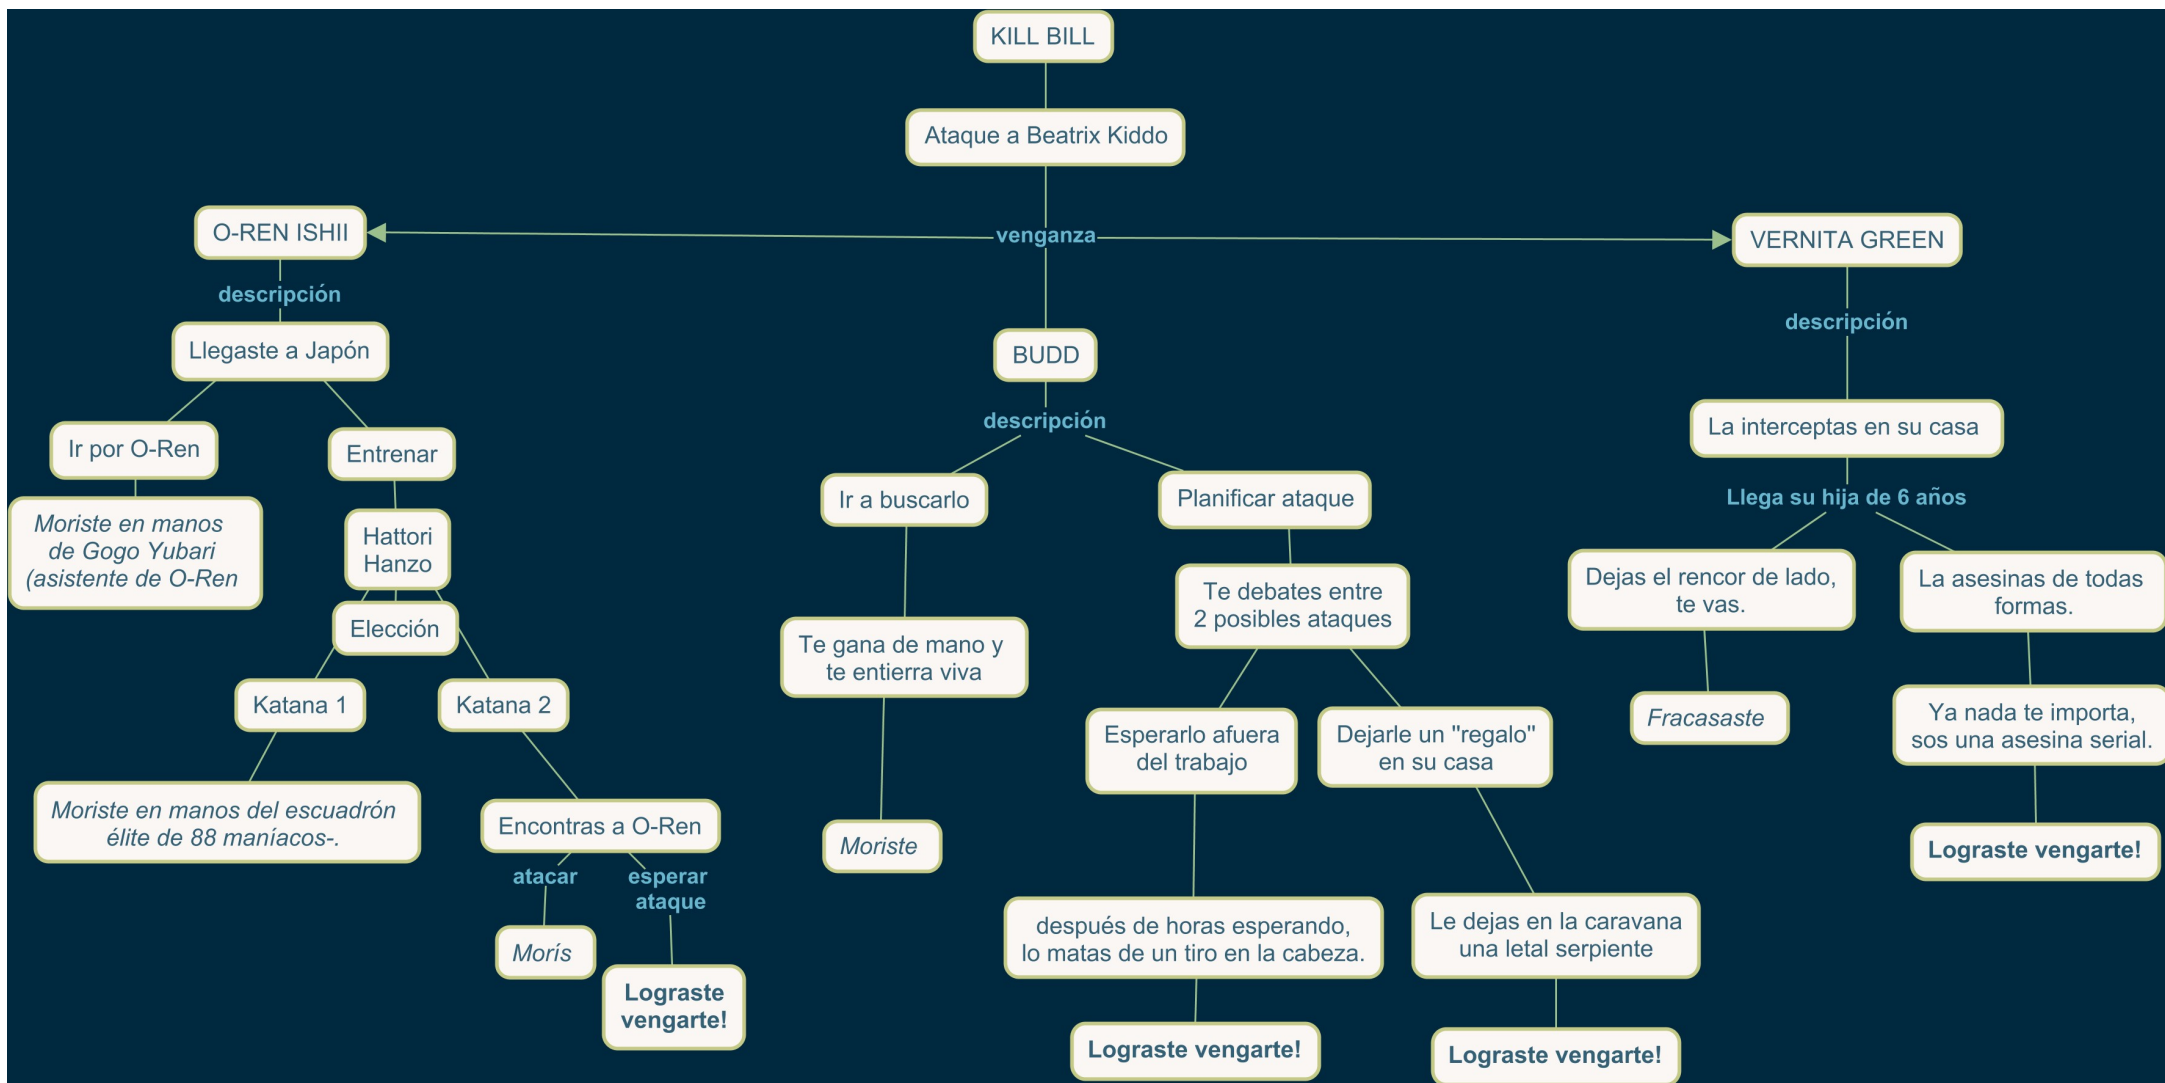 KILL BILL
Ataque a Beatrix Kiddo
venganza
O-REN ISHII
descripción
Llegaste a Japón
Ir por O-Ren
Moriste en manos
de Gogo Yubari
(asistente de O-Ren
Entrenar
Hattori
Hanzo
Elección
Katana 1
Moriste en manos del escuadrón
élite de 88 maníacos-.
Katana 2
Encontras a O-Ren
atacar
Morís
esperar
ataque
Lograste
vengarte!
BUDD
descripción
Ir a buscarlo
Te gana de mano y
te entierra viva
Moriste
Planificar ataque
Te debates entre
2 posibles ataques
Esperarlo afuera
del trabajo
después de horas esperando,
lo matas de un tiro en la cabeza.
Lograste vengarte!
Dejarle un "regalo"
en su casa
Le dejas en la caravana
una letal serpiente
Lograste vengarte!
VERNITA GREEN
descripción
La interceptas en su casa
Llega su hija de 6 años
Dejas el rencor de lado,
te vas.
Fracasaste
La asesinas de todas
formas.
Ya nada te importa,
sos una asesina serial.
Lograste vengarte!